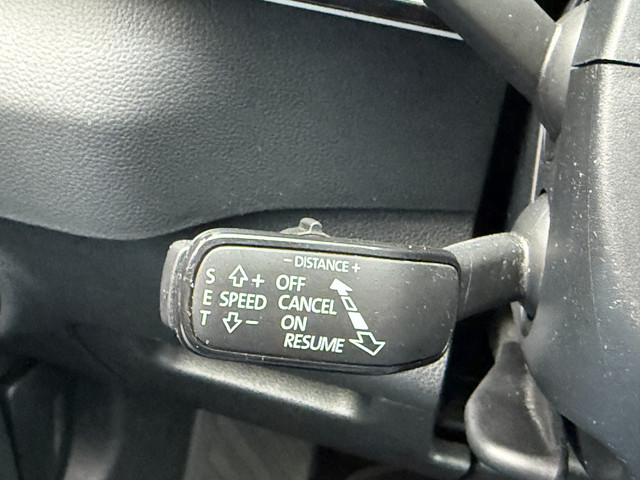 - DISTANCE +
S + OFF
E SPEED CANCEL
T - ON
RESUME